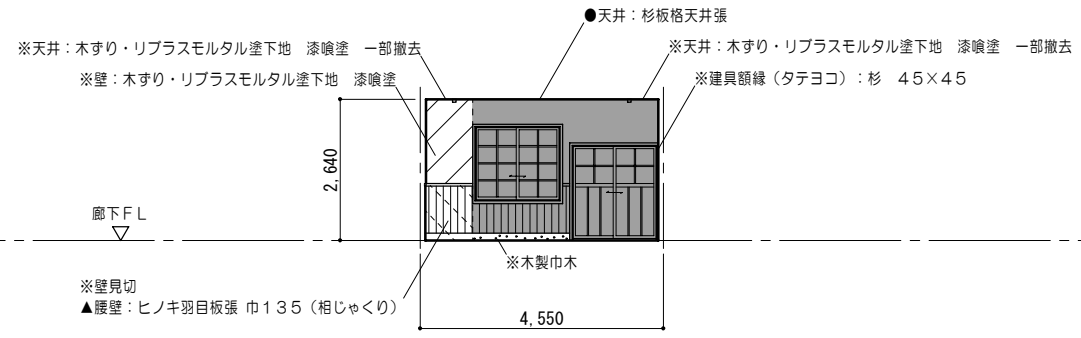 ●天井：杉板格天井張
※天井：木ずり・リブラスモルタル塗下地　漆喰塗　一部撤去
※天井：木ずり・リブラスモルタル塗下地　漆喰塗　一部撤去
※壁：木ずり・リブラスモルタル塗下地　漆喰塗
※建具額縁（タテヨコ）：杉　４５×４５
2,640
廊下ＦＬ
※木製巾木
※壁見切
▲腰壁：ヒノキ羽目板張 巾１３５（相じゃくり）
4,550